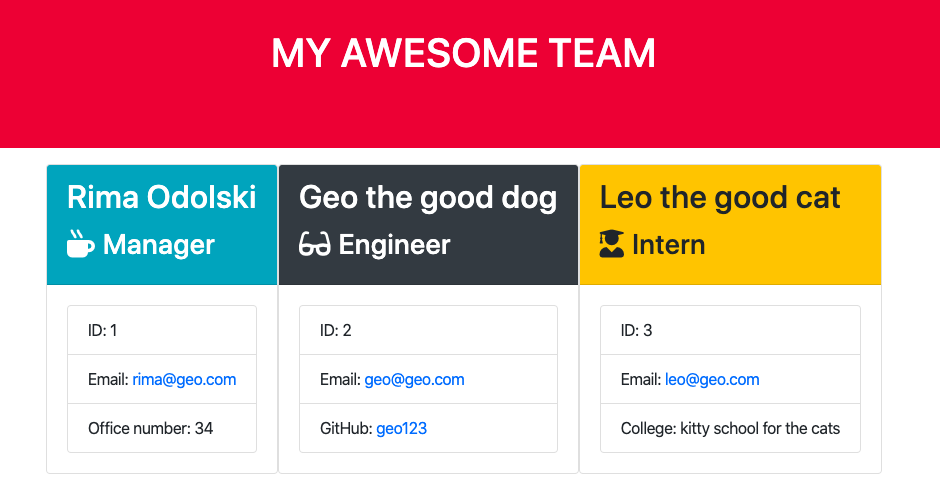 MY AWESOME TEAM
Rima Odolski
Manager
ID: 1
Email: rima@geo.com
Office number: 34
Geo the good dog
Engineer
ID: 2
Email: geo@geo.com
GitHub: geo123
Leo the good cat
Intern
ID: 3
Email: leo@geo.com
College: kitty school for the cats